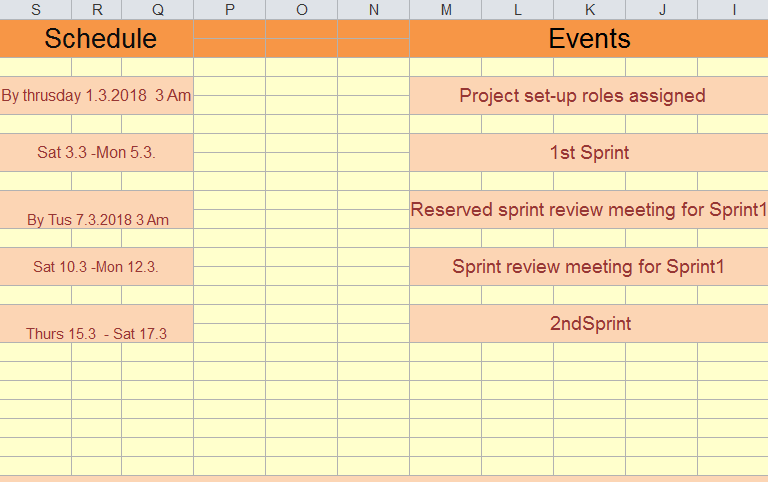 S R Q P O N M L K J I
Schedule Events
By thrusday 1.3.2018 3 Am Project set-up roles assigned
Sat 3.3 -Mon 5.3. 1st Sprint
By Tus 7.3.2018 3 Am Reserved sprint review meeting for Sprint1
Sat 10.3 -Mon 12.3. Sprint review meeting for Sprint1
Thurs 15.3 - Sat 17.3 2ndSprint